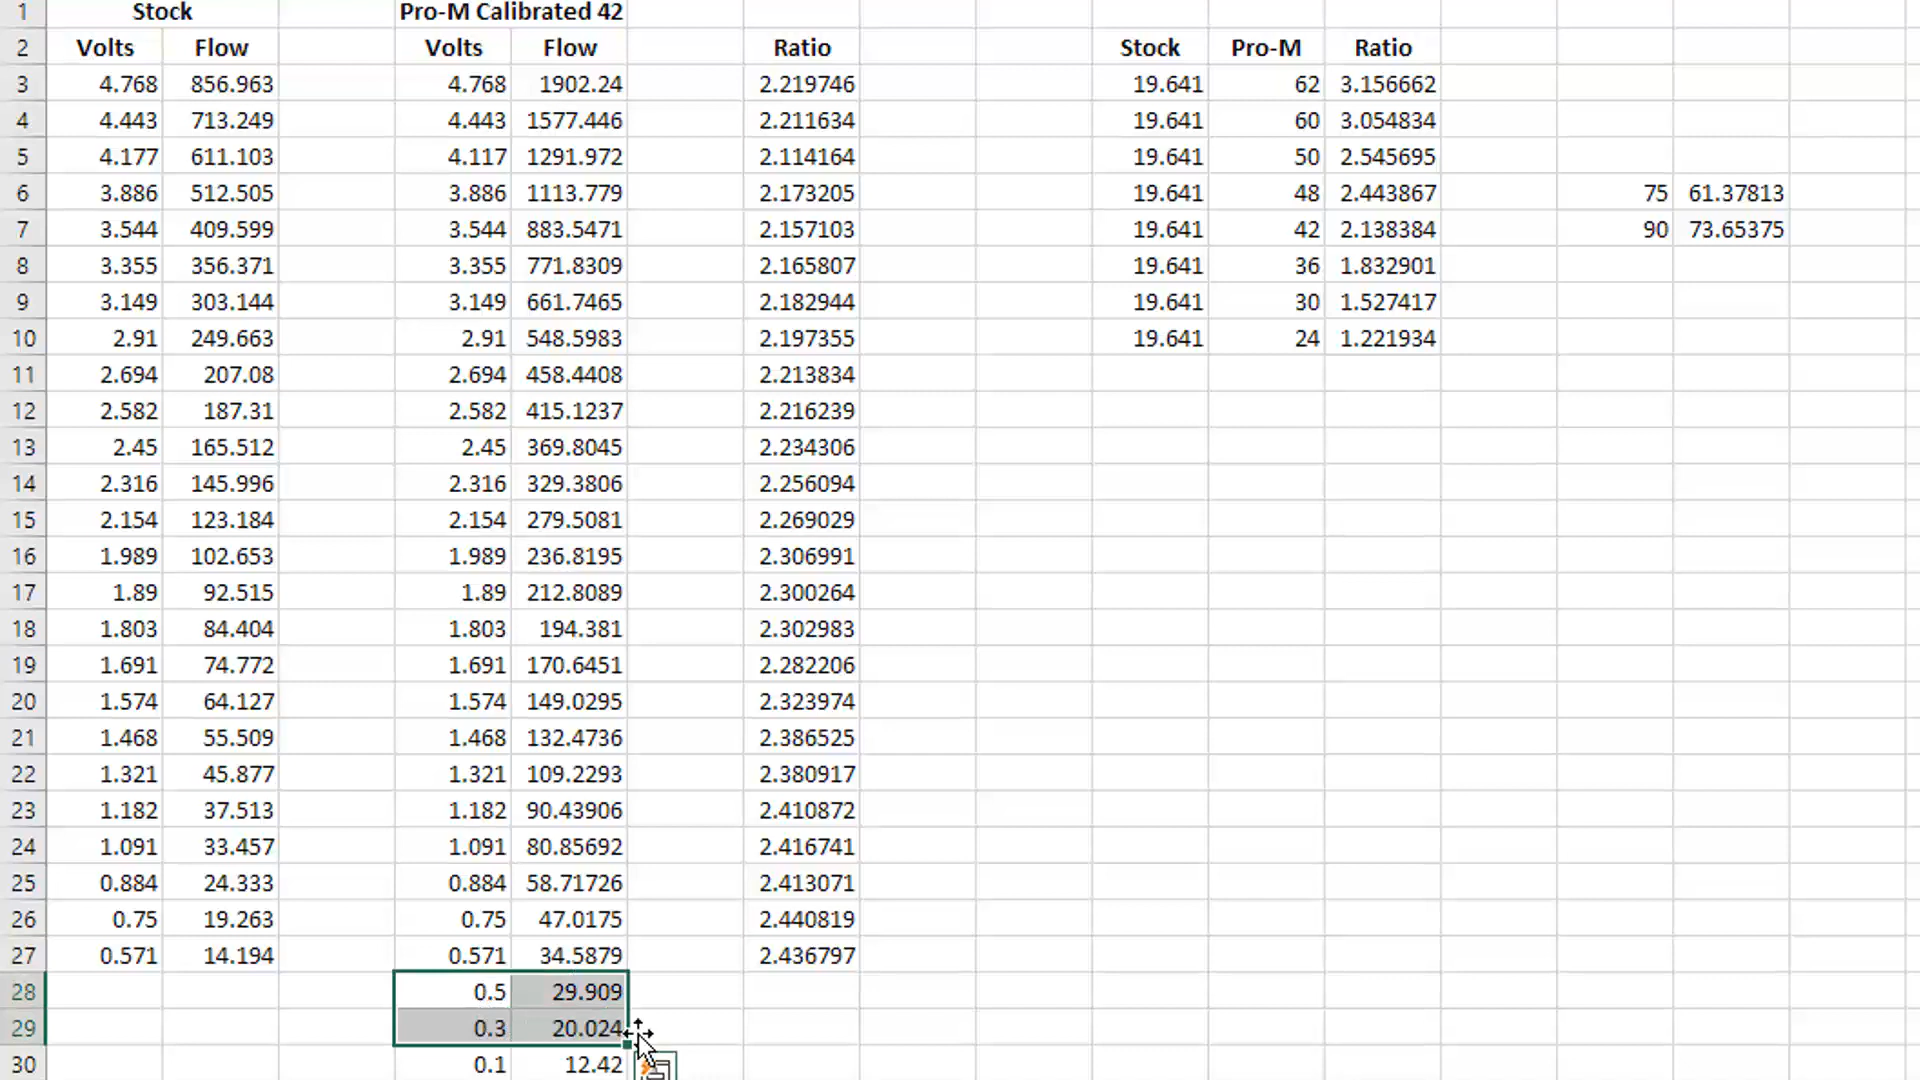 1 Stock Pro-M Calibrated 42
2 Volts Flow Volts Flow Ratio Stock Pro-M Ratio
3 4.768 856.963 4.768 1902.24 2.219746 19.641 62 3.156662
4 4.443 713.249 4.443 1577.446 2.211634 19.641 60 3.054834
5 4.177 611.103 4.117 1291.972 2.114164 19.641 50 2.545695
6 3.886 512.505 3.886 1113.779 2.173205 19.641 48 2.443867 75 61.37813
7 3.544 409.599 3.544 883.5471 2.157103 19.641 42 2.138384 90 73.65375
8 3.355 356.371 3.355 771.8309 2.165807 19.641 36 1.832901
9 3.149 303.144 3.149 661.7465 2.182944 19.641 30 1.527417
10 2.91 249.663 2.91 548.5983 2.197355 19.641 24 1.221934
11 2.694 207.08 2.694 458.4408 2.213834
12 2.582 187.31 2.582 415.1237 2.216239
13 2.45 165.512 2.45 369.8045 2.234306
14 2.316 145.996 2.316 329.3806 2.256094
15 2.154 123.184 2.154 279.5081 2.269029
16 1.989 102.653 1.989 236.8195 2.306991
17 1.89 92.515 1.89 212.8089 2.300264
18 1.803 84.404 1.803 194.381 2.302983
19 1.691 74.772 1.691 170.6451 2.282206
20 1.574 64.127 1.574 149.0295 2.323974
21 1.468 55.509 1.468 132.4736 2.386525
22 1.321 45.877 1.321 109.2293 2.380917
23 1.182 37.513 1.182 90.43906 2.410872
24 1.091 33.457 1.091 80.85692 2.416741
25 0.884 24.333 0.884 58.71726 2.413071
26 0.75 19.263 0.75 47.0175 2.440819
27 0.571 14.194 0.571 34.5879 2.436797
28 0.5 29.909
29 0.3 20.024
30 0.1 12.42